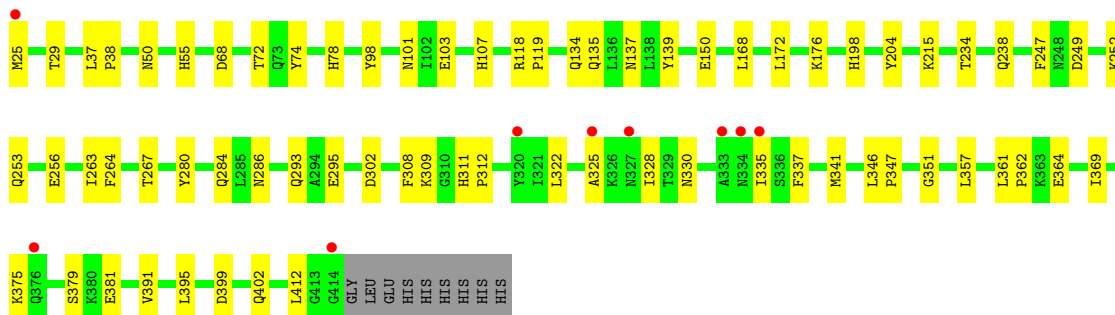 M25 T29 L37 P38 N50 H55 D68 T72 Q73 Y74 H78 Y98 N101 I102 E103 H107 R118 P119 Q134 Q135 L136 N137 L138 Y139 E150 L168 L172 K176 H198 Y204 K215 T234 Q238 F247 N248 D249
Q253 E256 I263 F264 T267 Y280 Q284 L285 N286 Q293 A294 E295 D302 F308 K309 G310 H311 P312 Y320 I321 L322 A325 K326 N327 I328 T329 N330 A333 N334 I335 S336 F337 M341 L346 P347 G351 L357 L361 P362 K363 E364 I369
K375 Q376 S379 K380 E381 V391 L395 D399 Q402 L412 G413 G414 GLY LEU GLU HIS HIS HIS HIS HIS HIS